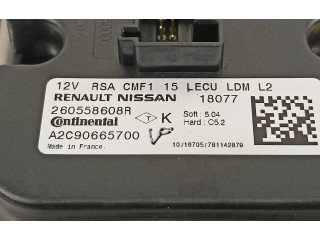 12V RSA CMF1 15 LECU LDM L2
RENAULT NISSAN 18077
260558608R
Continental T K
Soft : 5.04
Hard : C5.2
A2C90665700
Made in France. 10/16705/781142879